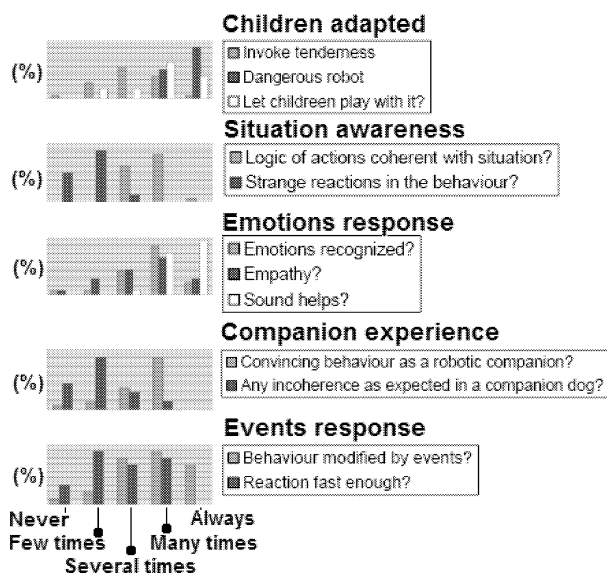 Children adapted
(%)
Invoke tenderness
Dangerous robot
Let childreen play with it?
Situation awareness
(%)
Logic of actions coherent with situation?
Strange reactions in the behaviour?
Emotions response
(%)
Emotions recognized?
Empathy?
Sound helps?
Companion experience
(%)
Convincing behaviour as a robotic companion?
Any incoherence as expected in a companion dog?
Events response
(%)
Behaviour modified by events?
Reaction fast enough?
Never
Always
Few times
Many times
Several times